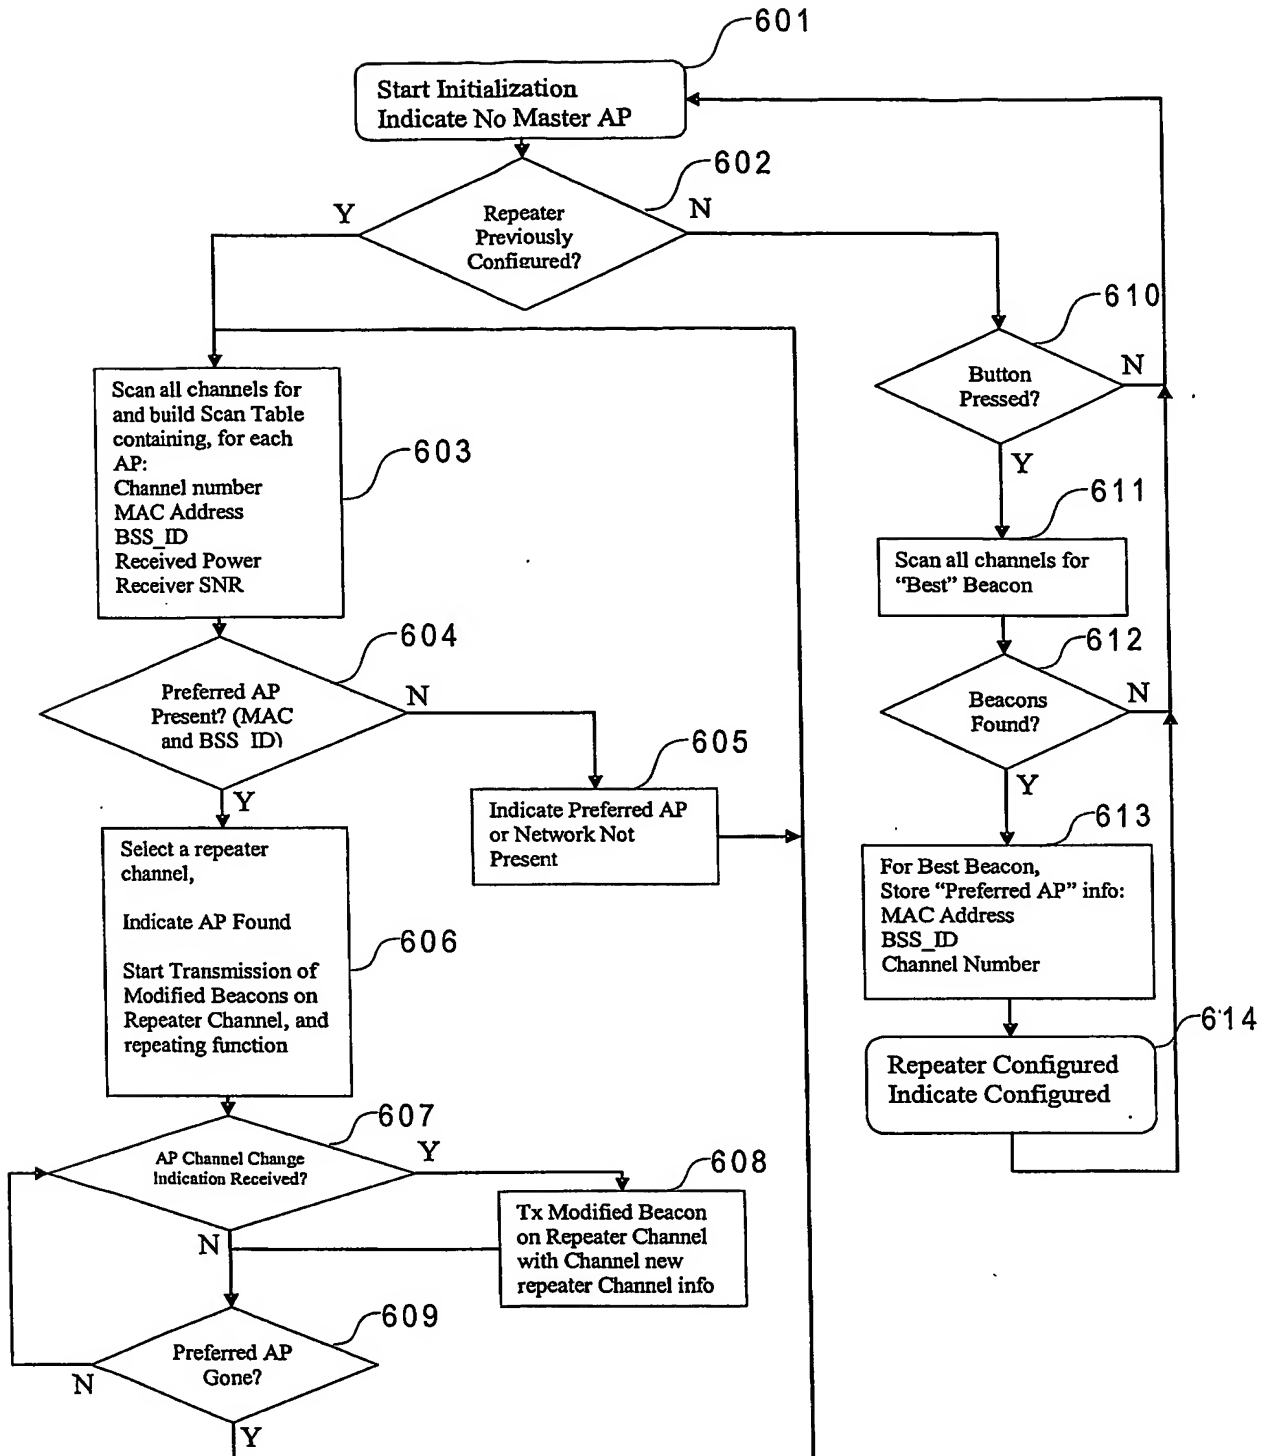 601
Start Initialization
Indicate No Master AP
602
Y
N
Repeater
Previously
Configured?
610
Button
Pressed?
N
Y
Scan all channels for
and build Scan Table
containing, for each
AP:
Channel number
MAC Address
BSS_ID
Received Power
Receiver SNR
603
611
Scan all channels for
“Best” Beacon
604
Preferred AP
Present? (MAC
and BSS_ID)
N
Y
612
Beacons
Found?
N
Y
605
Indicate Preferred AP
or Network Not
Present
Select a repeater
channel,
Indicate AP Found
Start Transmission of
Modified Beacons on
Repeater Channel, and
repeating function
606
613
For Best Beacon,
Store “Preferred AP” info:
MAC Address
BSS_ID
Channel Number
614
Repeater Configured
Indicate Configured
607
AP Channel Change
Indication Received?
Y
N
608
Tx Modified Beacon
on Repeater Channel
with Channel new
repeater Channel info
609
Preferred AP
Gone?
N
Y